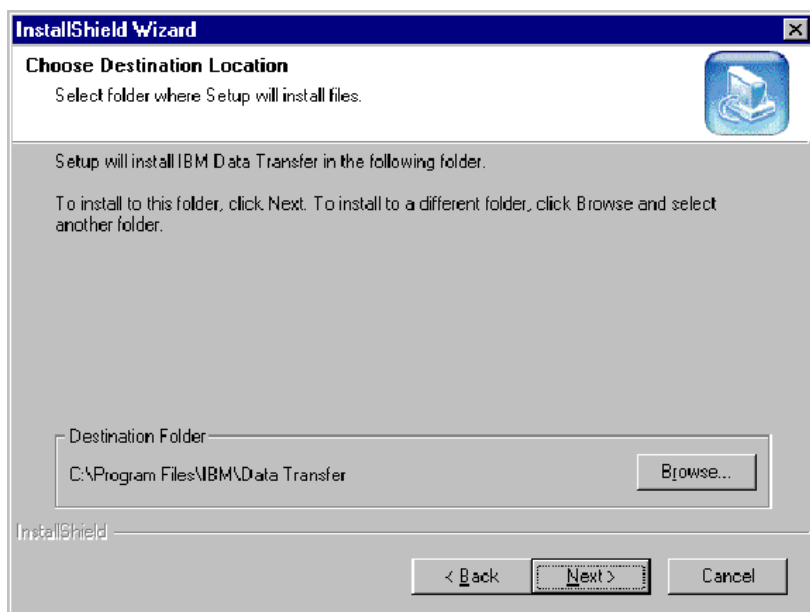 InstallShield Wizard
Choose Destination Location
Select folder where Setup will install files.
Setup will install IBM Data Transfer in the following folder.
To install to this folder, click Next. To install to a different folder, click Browse and select
another folder.
Destination Folder
C:\Program Files\IBM\Data Transfer
Browse...
InstallShield
< Back
Next >
Cancel